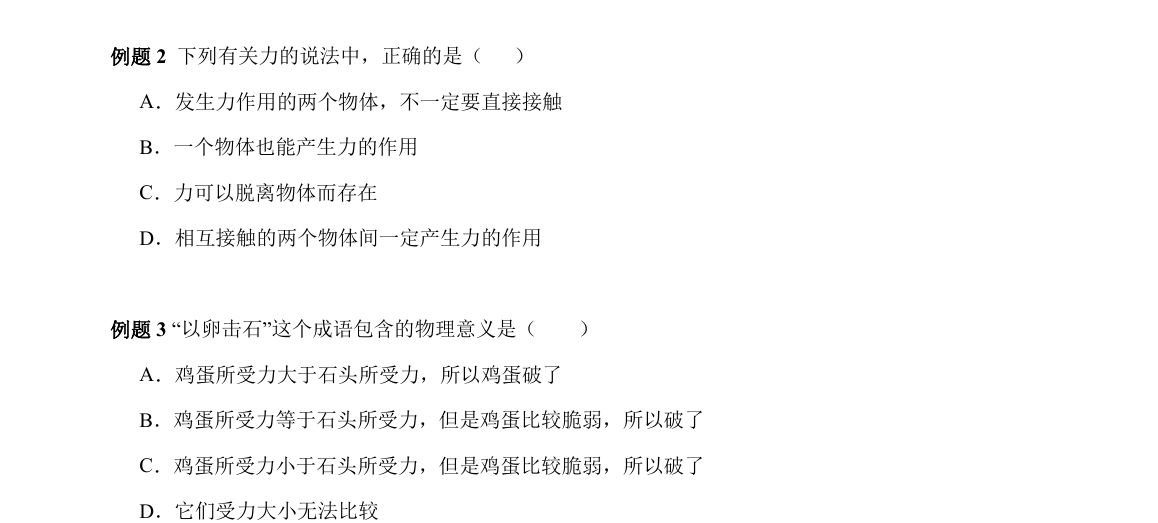 例题 2 下列有关力的说法中，正确的是（ ）
A．发生力作用的两个物体，不一定要直接接触
B．一个物体也能产生力的作用
C．力可以脱离物体而存在
D．相互接触的两个物体间一定产生力的作用
例题 3 “以卵击石”这个成语包含的物理意义是（ ）
A．鸡蛋所受力大于石头所受力，所以鸡蛋破了
B．鸡蛋所受力等于石头所受力，但是鸡蛋比较脆弱，所以破了
C．鸡蛋所受力小于石头所受力，但是鸡蛋比较脆弱，所以破了
D．它们受力大小无法比较